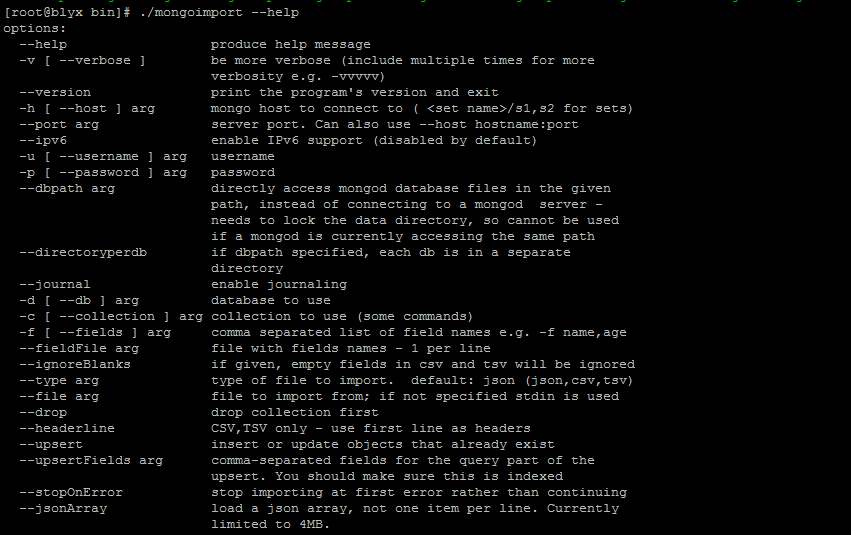 [root@blyx bin]# ./mongoimport --help
options:
  --help                  produce help message
  -v [ --verbose ]        be more verbose (include multiple times for more
                          verbosity e.g. -vvvvv)
  --version               print the program's version and exit
  -h [ --host ] arg       mongo host to connect to ( <set name>/s1,s2 for sets)
  --port arg              server port. Can also use --host hostname:port
  --ipv6                  enable IPv6 support (disabled by default)
  -u [ --username ] arg   username
  -p [ --password ] arg   password
  --dbpath arg            directly access mongod database files in the given
                          path, instead of connecting to a mongod  server -
                          needs to lock the data directory, so cannot be used
                          if a mongod is currently accessing the same path
  --directoryperdb        if dbpath specified, each db is in a separate
                          directory
  --journal               enable journaling
  -d [ --db ] arg         database to use
  -c [ --collection ] arg collection to use (some commands)
  -f [ --fields ] arg     comma separated list of field names e.g. -f name,age
  --fieldFile arg         file with fields names - 1 per line
  --ignoreBlanks          if given, empty fields in csv and tsv will be ignored
  --type arg              type of file to import.  default: json (json,csv,tsv)
  --file arg              file to import from; if not specified stdin is used
  --drop                  drop collection first
  --headerline            CSV,TSV only - use first line as headers
  --upsert                insert or update objects that already exist
  --upsertFields arg      comma-separated fields for the query part of the
                          upsert. You should make sure this is indexed
  --stopOnError           stop importing at first error rather than continuing
  --jsonArray             load a json array, not one item per line. Currently
                          limited to 4MB.